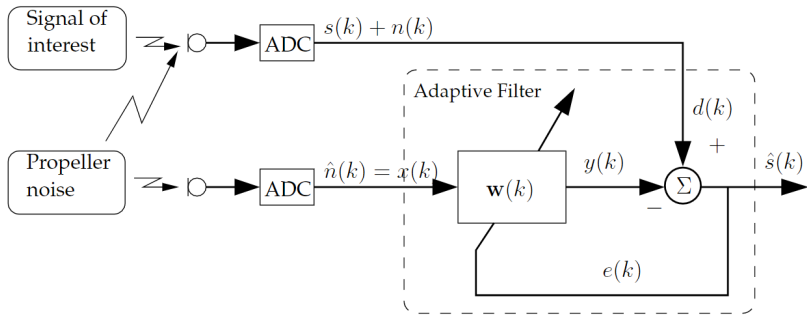 Signal of
interest
ADC
s(k) + n(k)
Adaptive Filter
d(k)
+
Propeller
noise
ADC
n̂(k) = x(k)
w(k)
y(k)
−
Σ
ŝ(k)
e(k)